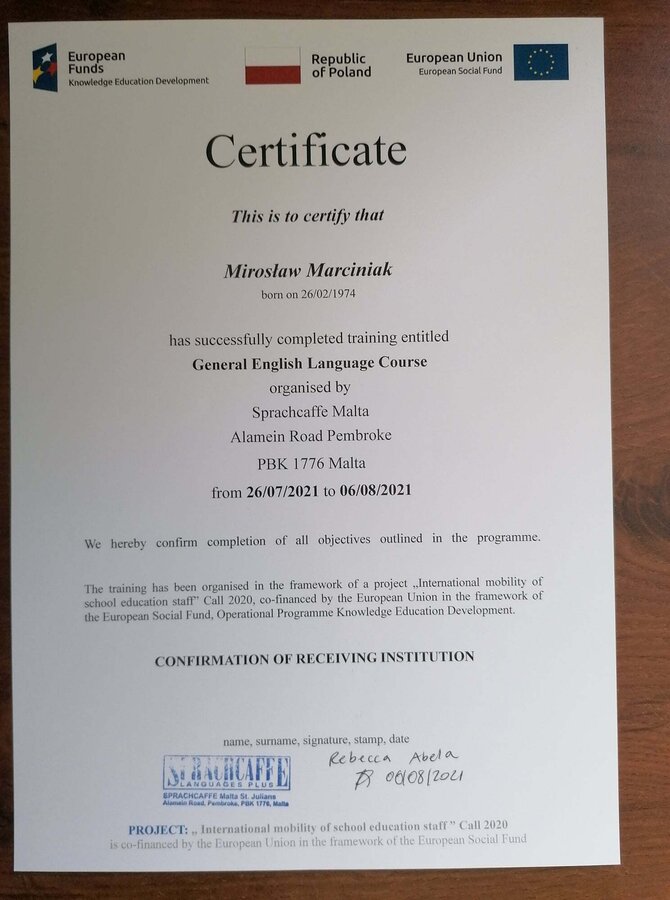 European
Funds
Knowledge Education Development
Republic
of Poland
European Union
European Social Fund
Certificate
This is to certify that
Mirosław Marciniak
born on 26/02/1974
has successfully completed training entitled
General English Language Course
organised by
Sprachcaffe Malta
Alamein Road Pembroke
PBK 1776 Malta
from 26/07/2021 to 06/08/2021
We hereby confirm completion of all objectives outlined in the programme.
The training has been organised in the framework of a project „International mobility of
school education staff” Call 2020, co-financed by the European Union in the framework of
the European Social Fund, Operational Programme Knowledge Education Development.
CONFIRMATION OF RECEIVING INSTITUTION
name, surname, signature, stamp, date
SPRACHCAFFE
LANGUAGES PLUS
SPRACHCAFFE Malta St. Julians
Alamein Road, Pembroke, PBK 1776, Malta
Rebecca Abela
06/08/2021
PROJECT: „ International mobility of school education staff ” Call 2020
is co-financed by the European Union in the framework of the European Social Fund